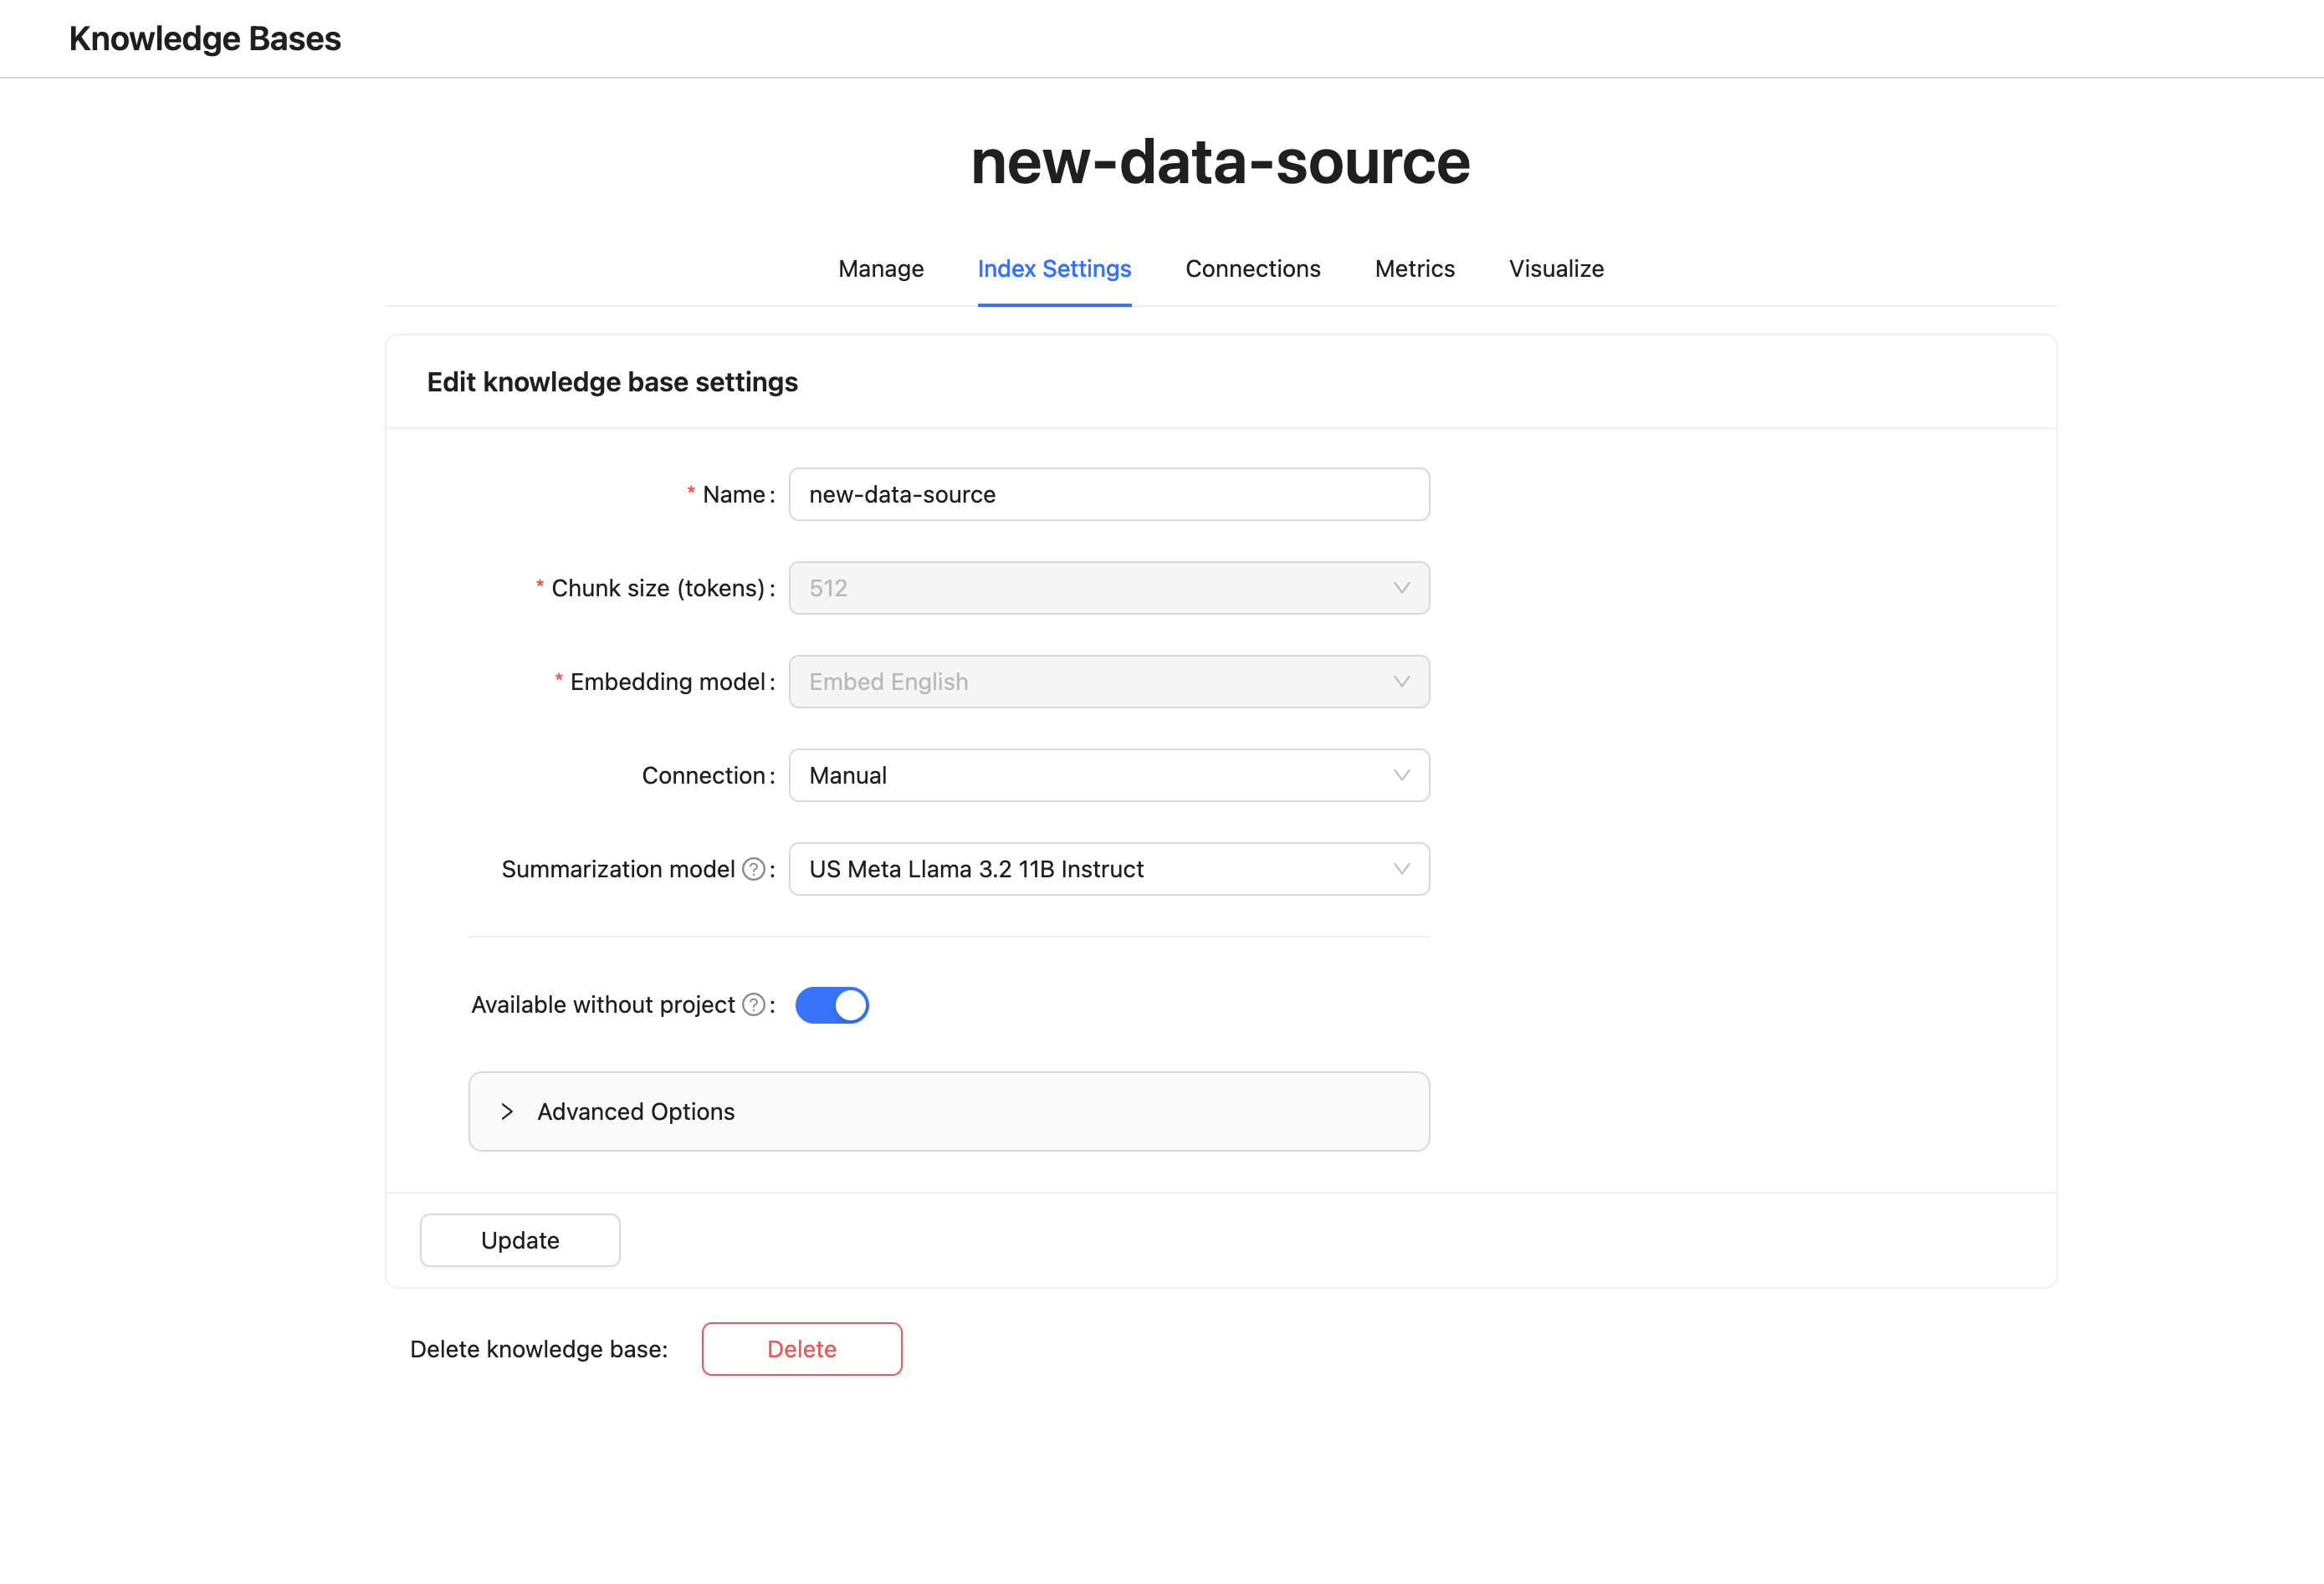 Knowledge Bases
new-data-source
Manage Index Settings Connections Metrics Visualize
Edit knowledge base settings
* Name: new-data-source
* Chunk size (tokens): 512
* Embedding model: Embed English
Connection: Manual
Summarization model ?: US Meta Llama 3.2 11B Instruct
Available without project ?:
> Advanced Options
Update
Delete knowledge base: Delete